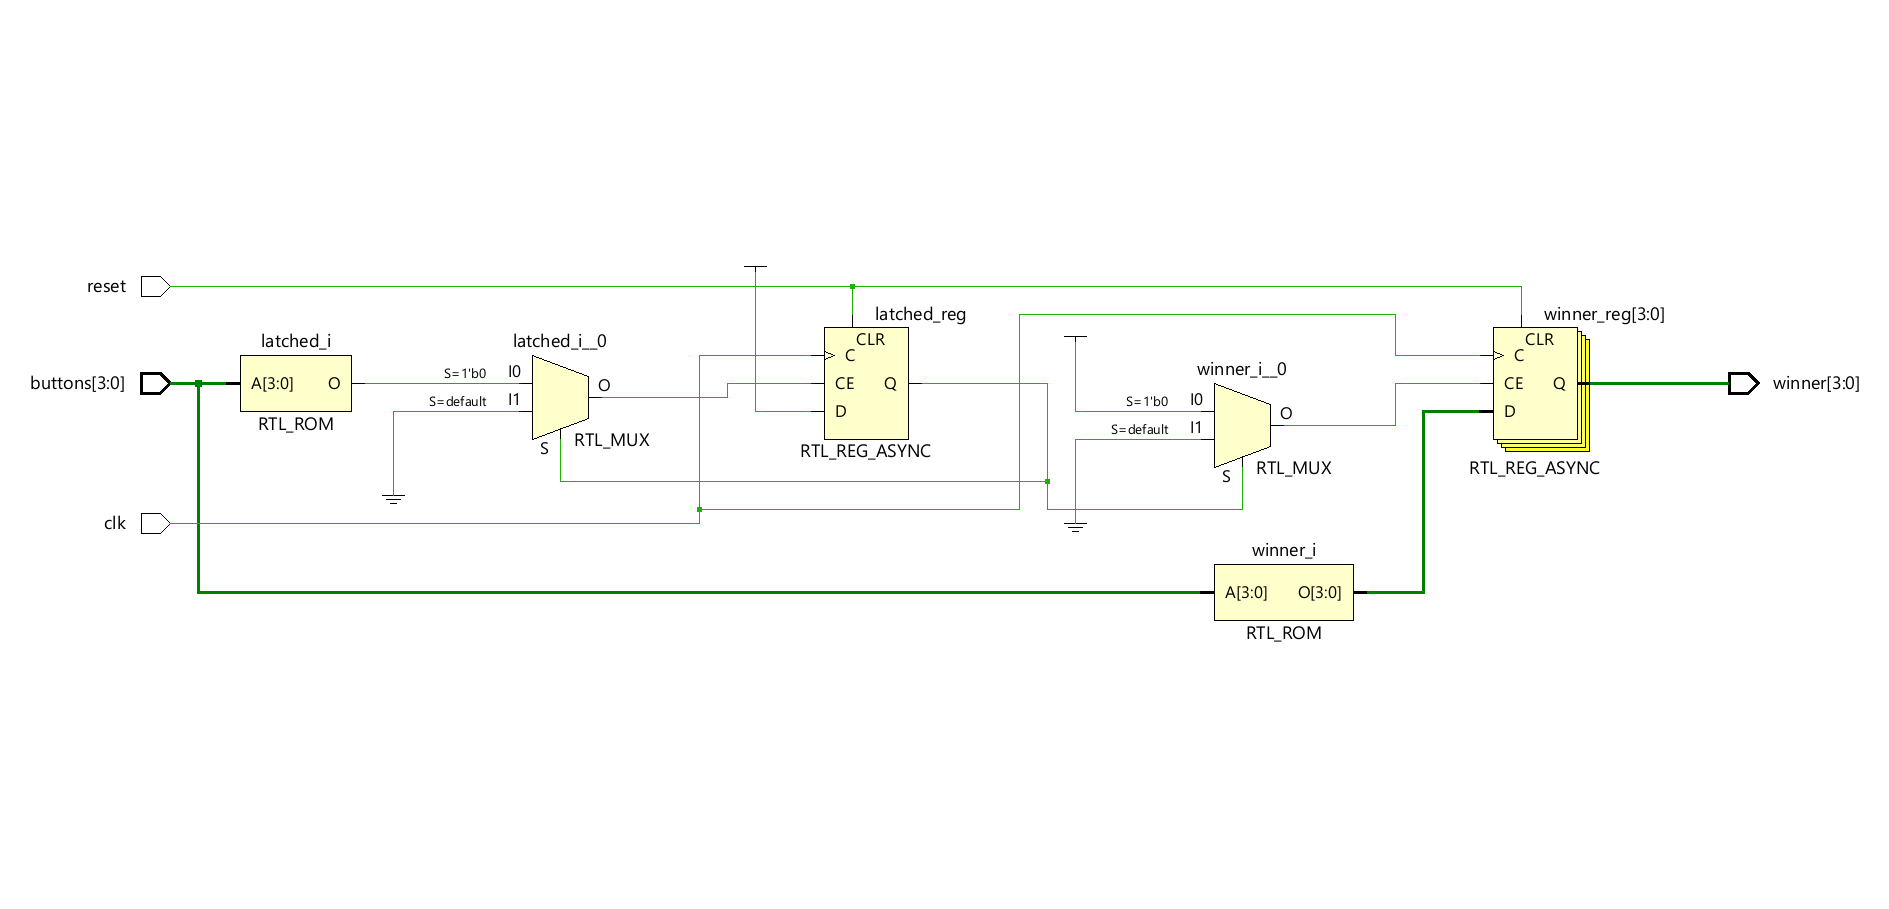 reset
buttons[3:0]
clk
latched_i
A[3:0] O
RTL_ROM
latched_i__0
S=1'b0 I0
S=default I1
O
S
RTL_MUX
latched_reg
CLR
C
CE Q
D
RTL_REG_ASYNC
winner_i__0
S=1'b0 I0
S=default I1
O
S
RTL_MUX
winner_i
A[3:0] O[3:0]
RTL_ROM
winner_reg[3:0]
CLR
C
CE Q
D
RTL_REG_ASYNC
winner[3:0]